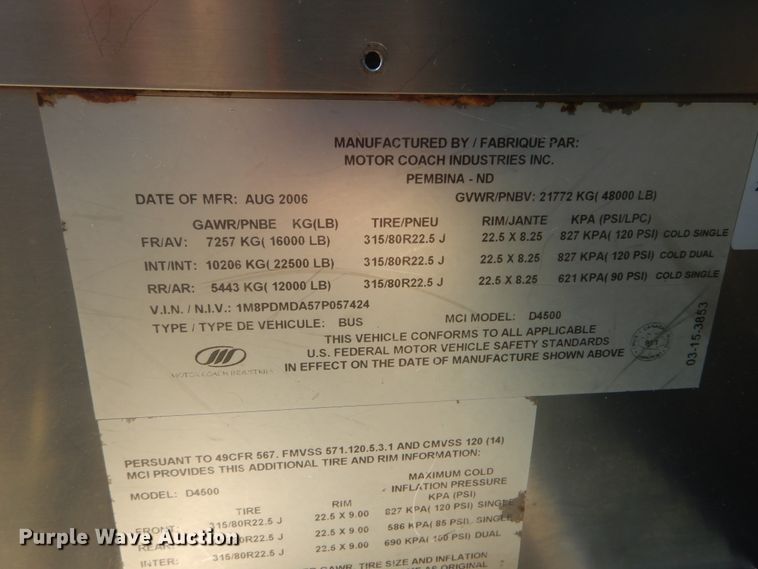 MANUFACTURED BY / FABRIQUE PAR:
MOTOR COACH INDUSTRIES INC.
PEMBINA - ND
DATE OF MFR: AUG 2006 GVWR/PNBV: 21772 KG( 48000 LB)
GAWR/PNBE KG(LB) TIRE/PNEU RIM/JANTE KPA (PSI/LPC)
FR/AV: 7257 KG( 16000 LB) 315/80R22.5 J 22.5 X 8.25 827 KPA( 120 PSI) COLD SINGLE
INT/INT: 10206 KG( 22500 LB) 315/80R22.5 J 22.5 X 8.25 827 KPA( 120 PSI) COLD DUAL
RR/AR: 5443 KG( 12000 LB) 315/80R22.5 J 22.5 X 8.25 621 KPA( 90 PSI) COLD SINGLE
V.I.N. / N.I.V.: 1M8PDMDA57P057424
TYPE / TYPE DE VEHICULE: BUS MCI MODEL: D4500
THIS VEHICLE CONFORMS TO ALL APPLICABLE
U.S. FEDERAL MOTOR VEHICLE SAFETY STANDARDS
IN EFFECT ON THE DATE OF MANUFACTURE SHOWN ABOVE
MOTOR COACH INDUSTRIES
03-15-3853
PERSUANT TO 49CFR 567. FMVSS 571.120.5.3.1 AND CMVSS 120 (14)
MCI PROVIDES THIS ADDITIONAL TIRE AND RIM INFORMATION:
MODEL: D4500
MAXIMUM COLD
INFLATION PRESSURE
TIRE RIM KPA (PSI)
FRONT: 315/80R22.5 J 22.5 X 9.00 827 KPA( 120 PSI) SINGLE
REAR: 315/80R22.5 J 22.5 X 9.00 586 KPA( 85 PSI) SINGLE
INTER: 315/80R22.5 J 22.5 X 9.00 690 KPA( 100 PSI) DUAL
GAWR, TIRE SIZE AND INFLATION
AS ORIGINAL
Purple Wave Auction